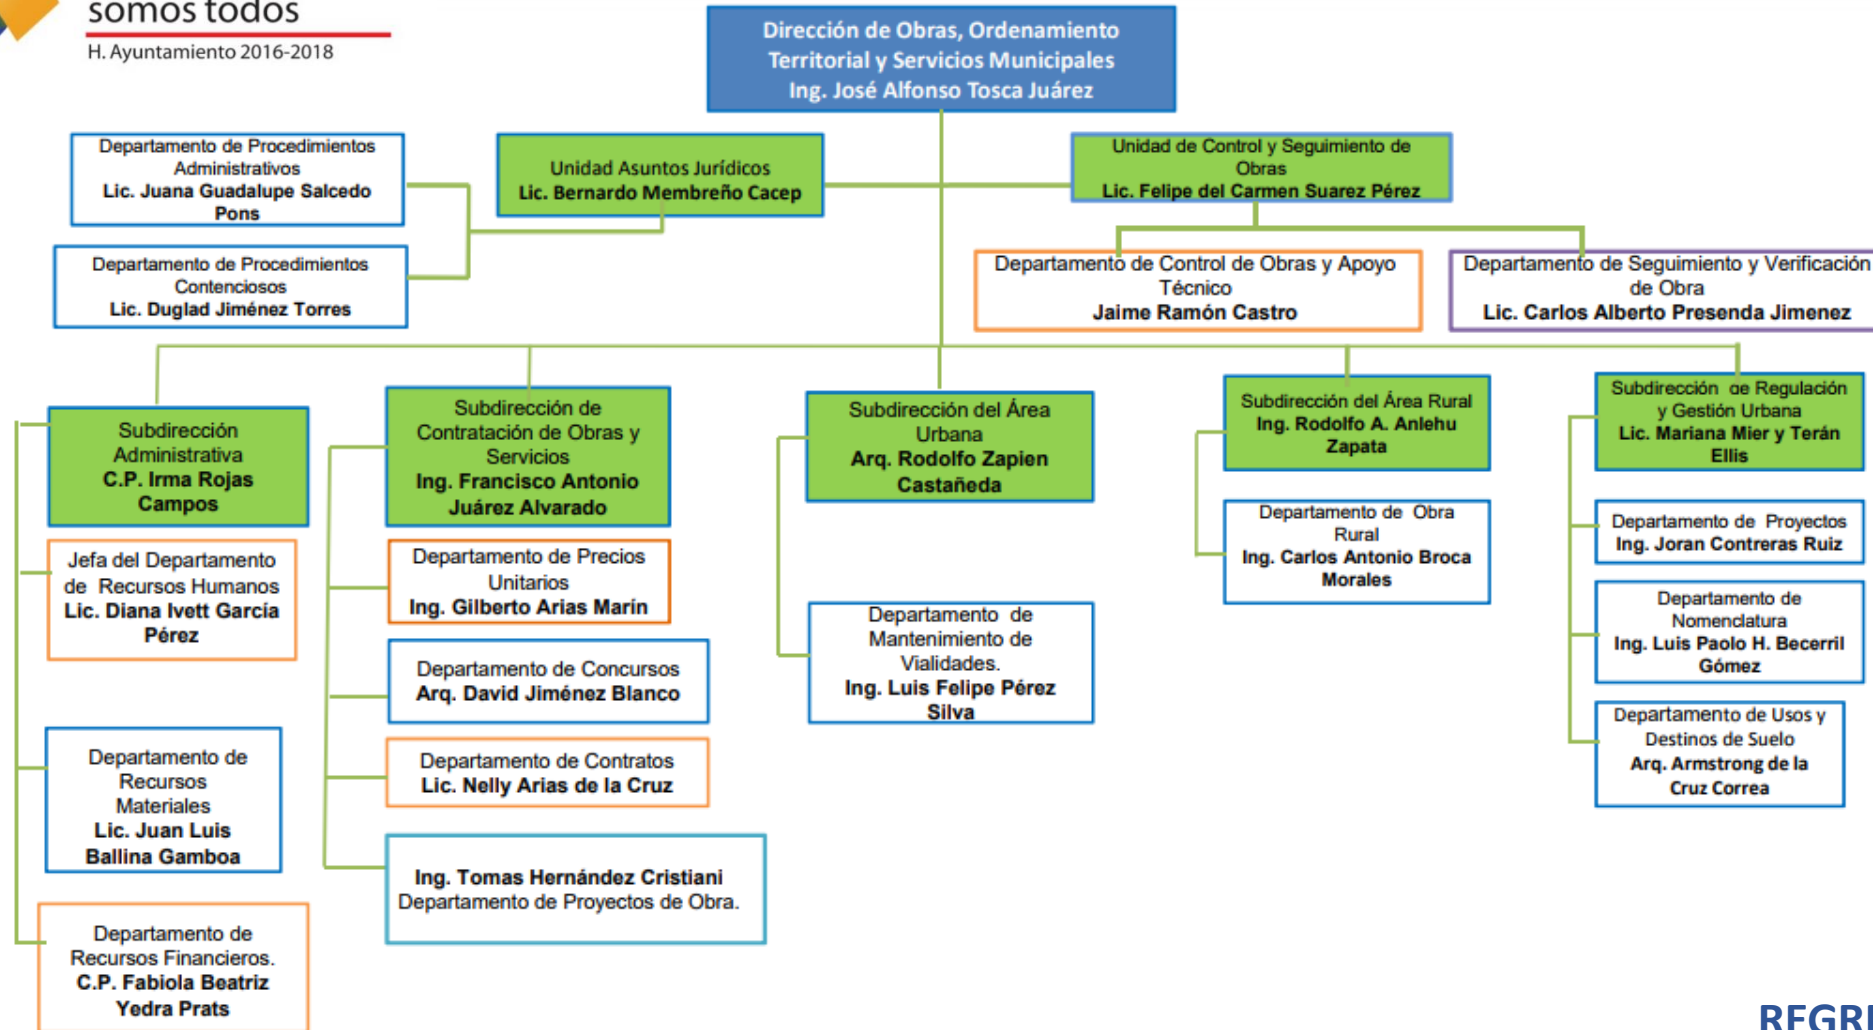 somos todos
H. Ayuntamiento 2016-2018
Dirección de Obras, Ordenamiento
Territorial y Servicios Municipales
Ing. José Alfonso Tosca Juárez
Departamento de Procedimientos
Administrativos
Lic. Juana Guadalupe Salcedo
Pons
Unidad Asuntos Jurídicos
Lic. Bernardo Membreño Cacep
Unidad de Control y Seguimiento de
Obras
Lic. Felipe del Carmen Suarez Pérez
Departamento de Procedimientos
Contenciosos
Lic. Duglad Jiménez Torres
Departamento de Control de Obras y Apoyo
Técnico
Jaime Ramón Castro
Departamento de Seguimiento y Verificación
de Obra
Lic. Carlos Alberto Presenda Jimenez
Subdirección
Administrativa
C.P. Irma Rojas
Campos
Jefa del Departamento
de Recursos Humanos
Lic. Diana Ivett García
Pérez
Departamento de
Recursos
Materiales
Lic. Juan Luis
Ballina Gamboa
Departamento de
Recursos Financieros.
C.P. Fabiola Beatriz
Yedra Prats
Subdirección de
Contratación de Obras y
Servicios
Ing. Francisco Antonio
Juárez Alvarado
Departamento de Precios
Unitarios
Ing. Gilberto Arias Marín
Departamento de Concursos
Arq. David Jiménez Blanco
Departamento de Contratos
Lic. Nelly Arias de la Cruz
Ing. Tomas Hernández Cristiani
Departamento de Proyectos de Obra.
Subdirección del Área
Urbana
Arq. Rodolfo Zapien
Castañeda
Departamento de
Mantenimiento de
Vialidades.
Ing. Luis Felipe Pérez
Silva
Subdirección del Área Rural
Ing. Rodolfo A. Anlehu
Zapata
Departamento de Obra
Rural
Ing. Carlos Antonio Broca
Morales
Subdirección de Regulación
y Gestión Urbana
Lic. Mariana Mier y Terán
Ellis
Departamento de Proyectos
Ing. Joran Contreras Ruiz
Departamento de
Nomenclatura
Ing. Luis Paolo H. Becerril
Gómez
Departamento de Usos y
Destinos de Suelo
Arq. Armstrong de la
Cruz Correa